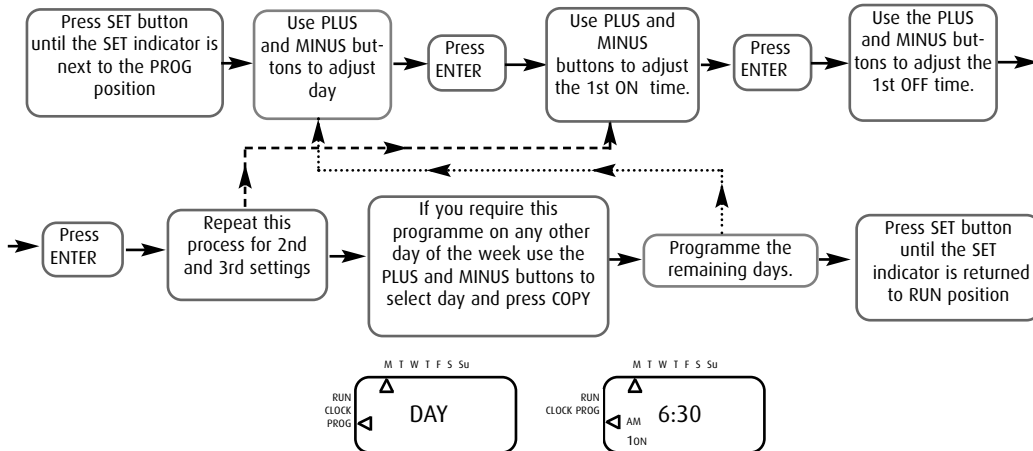 Press SET button
until the SET indicator is
next to the PROG
position
Use PLUS
and MINUS but-
tons to adjust
day
Press
ENTER
Use PLUS and
MINUS
buttons to adjust
the 1st ON time.
Press
ENTER
Use the PLUS
and MINUS but-
tons to adjust the
1st OFF time.
Press
ENTER
Repeat this
process for 2nd
and 3rd settings
If you require this
programme on any other
day of the week use the
PLUS and MINUS buttons to
select day and press COPY
Programme the
remaining days.
Press SET button
until the SET
indicator is returned
to RUN position
M T W T F S Su
RUN
CLOCK
PROG
DAY
M T W T F S Su
RUN
CLOCK PROG
AM
6:30
1ON